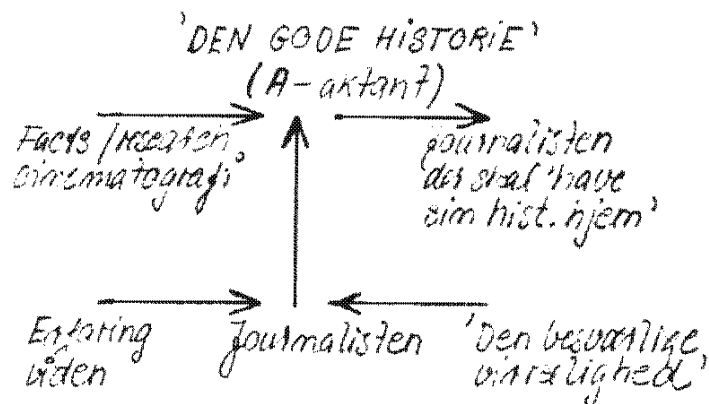 'DEN GODE HISTORIE'
(A-aktant)
Facts/research
cinematografi
Journalisten
der skal 'have
sin hist. hjem'
Erfaring
viden
Journalisten
'Den besværlige
virkelighed'